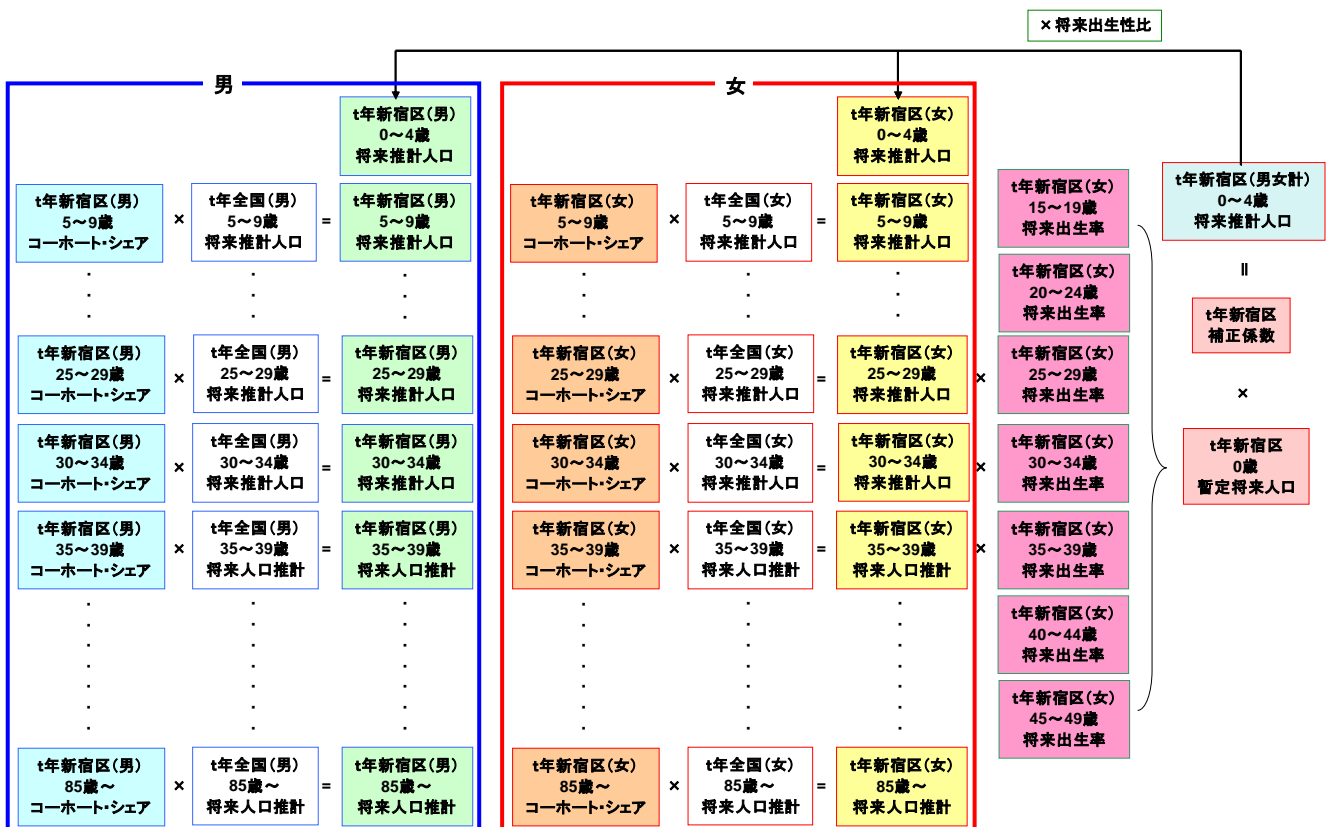 ×将来出生性比
男
女
t年新宿区(男)
0～4歳
将来推計人口
t年新宿区(女)
0～4歳
将来推計人口
t年新宿区(男)
5～9歳
コーホート・シェア
×
t年全国(男)
5～9歳
将来推計人口
=
t年新宿区(男)
5～9歳
将来推計人口
t年新宿区(女)
5～9歳
コーホート・シェア
×
t年全国(女)
5～9歳
将来推計人口
=
t年新宿区(女)
5～9歳
将来推計人口
t年新宿区(男)
25～29歳
コーホート・シェア
×
t年全国(男)
25～29歳
将来推計人口
=
t年新宿区(男)
25～29歳
将来推計人口
t年新宿区(女)
25～29歳
コーホート・シェア
×
t年全国(女)
25～29歳
将来推計人口
=
t年新宿区(女)
25～29歳
将来推計人口
×
t年新宿区(男)
30～34歳
コーホート・シェア
×
t年全国(男)
30～34歳
将来推計人口
=
t年新宿区(男)
30～34歳
将来推計人口
t年新宿区(女)
30～34歳
コーホート・シェア
×
t年全国(女)
30～34歳
将来推計人口
=
t年新宿区(女)
30～34歳
将来推計人口
×
t年新宿区(男)
35～39歳
コーホート・シェア
×
t年全国(男)
35～39歳
将来人口推計
=
t年新宿区(男)
35～39歳
将来人口推計
t年新宿区(女)
35～39歳
コーホート・シェア
×
t年全国(女)
35～39歳
将来人口推計
=
t年新宿区(女)
35～39歳
将来人口推計
×
t年新宿区(男)
85歳～
コーホート・シェア
×
t年全国(男)
85歳～
将来人口推計
=
t年新宿区(男)
85歳～
将来人口推計
t年新宿区(女)
85歳～
コーホート・シェア
×
t年全国(女)
85歳～
将来人口推計
=
t年新宿区(女)
85歳～
将来人口推計
t年新宿区(女)
15～19歳
将来出生率
t年新宿区(女)
20～24歳
将来出生率
t年新宿区(女)
25～29歳
将来出生率
t年新宿区(女)
30～34歳
将来出生率
t年新宿区(女)
35～39歳
将来出生率
t年新宿区(女)
40～44歳
将来出生率
t年新宿区(女)
45～49歳
将来出生率
t年新宿区(男女計)
0～4歳
将来推計人口
=
t年新宿区
補正係数
×
t年新宿区
0歳
暫定将来人口